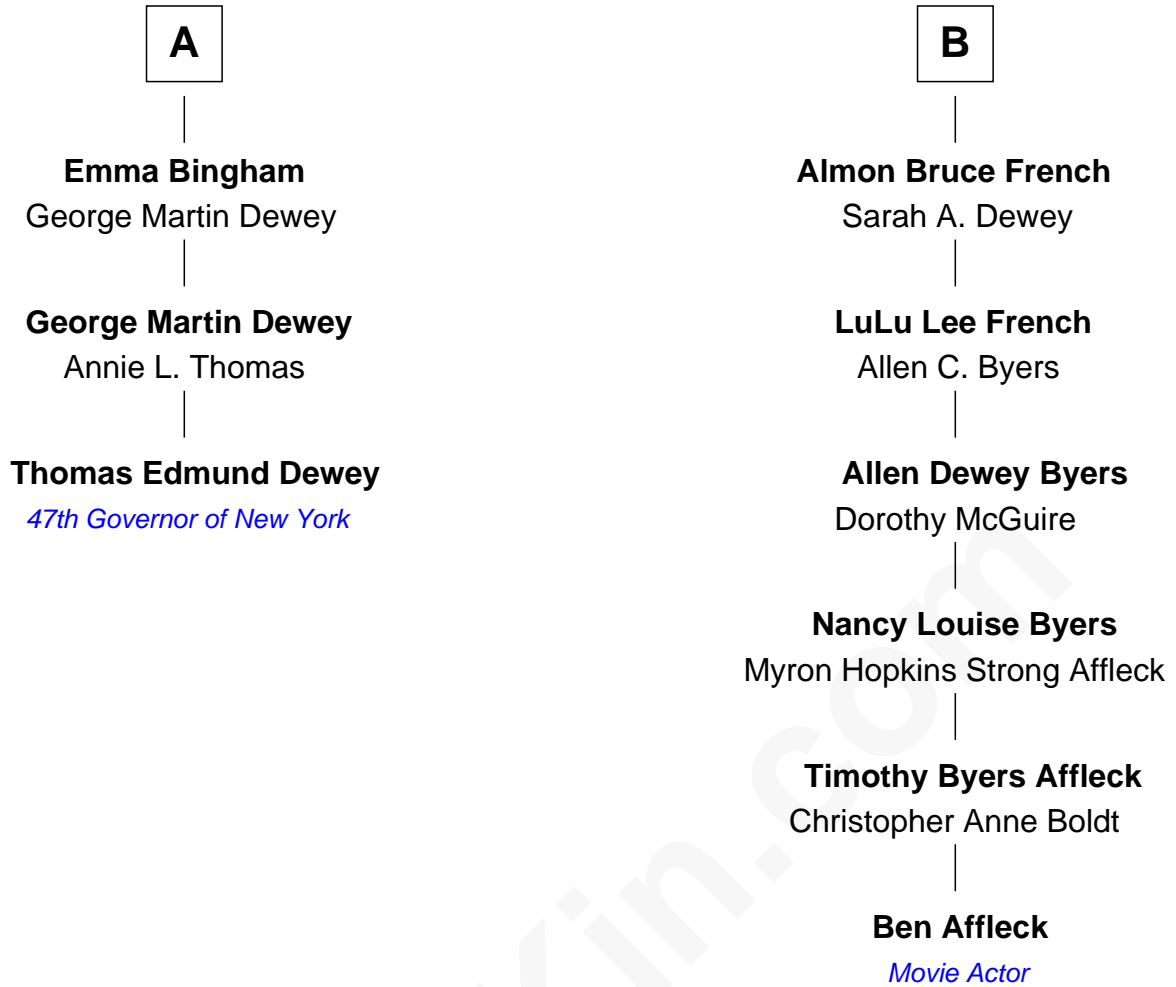 A
Emma Bingham
George Martin Dewey
George Martin Dewey
Annie L. Thomas
Thomas Edmund Dewey
47th Governor of New York
B
Almon Bruce French
Sarah A. Dewey
LuLu Lee French
Allen C. Byers
Allen Dewey Byers
Dorothy McGuire
Nancy Louise Byers
Myron Hopkins Strong Affleck
Timothy Byers Affleck
Christopher Anne Boldt
Ben Affleck
Movie Actor
Kin.com